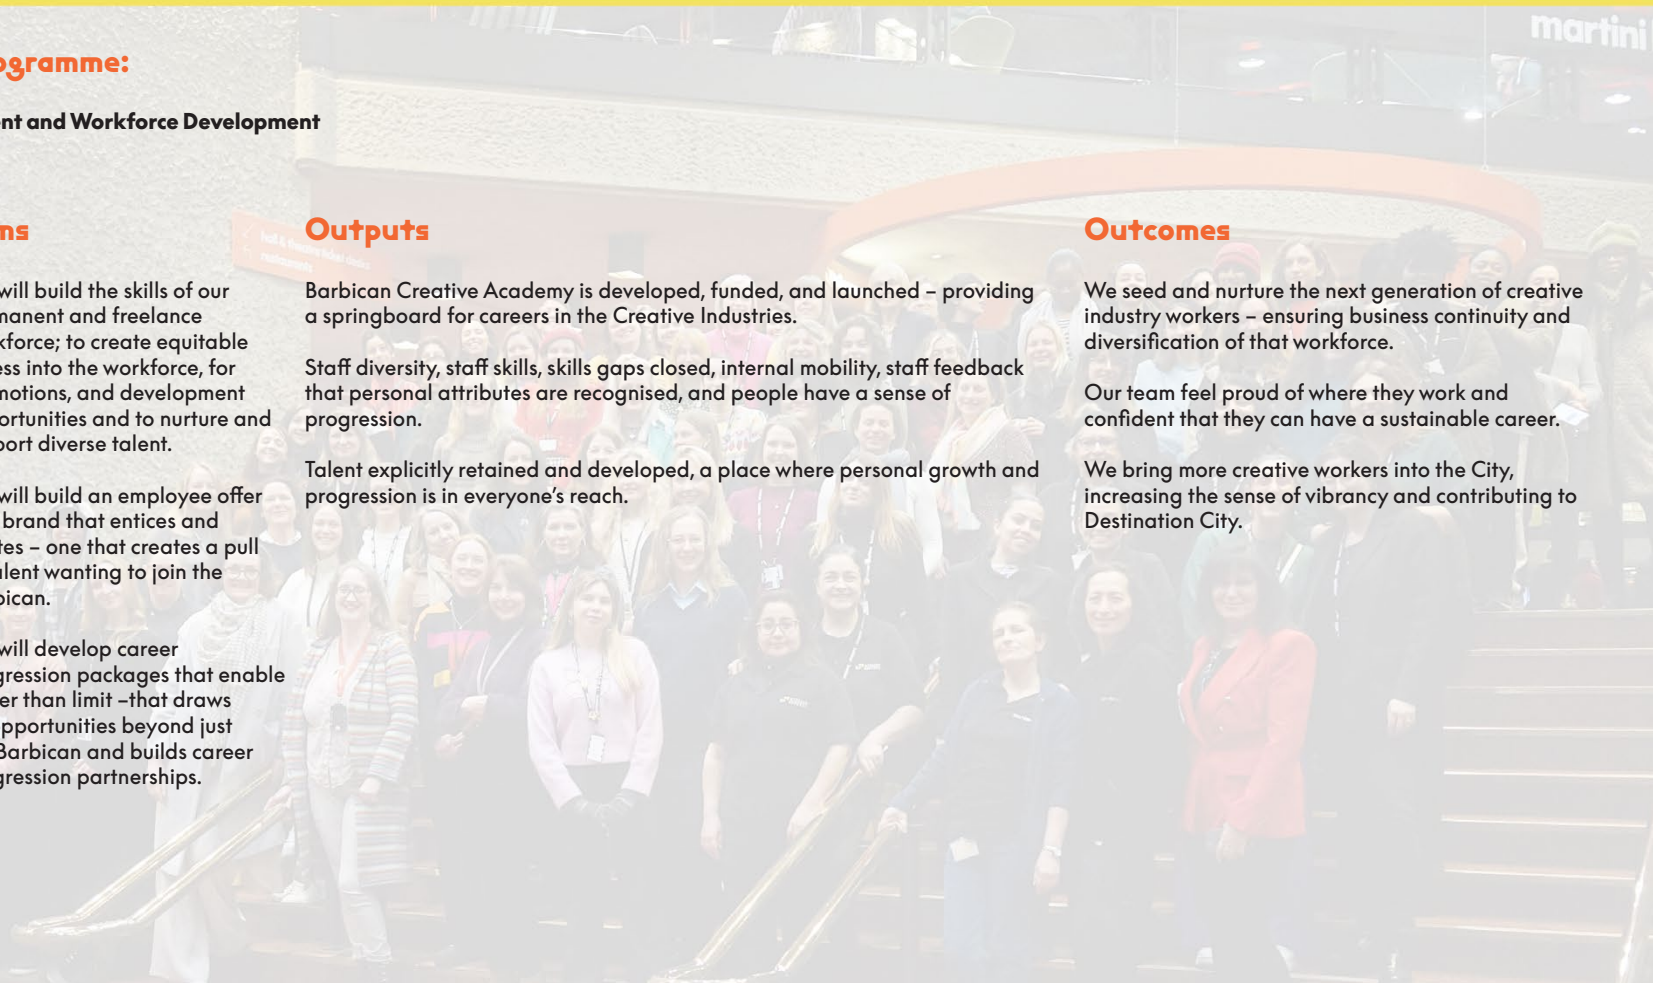 martini
ogramme:
ent and Workforce Development
ns
will build the skills of our
manent and freelance
kforce; to create equitable
ess into the workforce, for
motions, and development
ortunities and to nurture and
port diverse talent.
will build an employee offer
brand that entices and
tes – one that creates a pull
alent wanting to join the
bican.
will develop career
gression packages that enable
er than limit –that draws
opportunities beyond just
Barbican and builds career
gression partnerships.
Outputs
Barbican Creative Academy is developed, funded, and launched – providing
a springboard for careers in the Creative Industries.
Staff diversity, staff skills, skills gaps closed, internal mobility, staff feedback
that personal attributes are recognised, and people have a sense of
progression.
Talent explicitly retained and developed, a place where personal growth and
progression is in everyone’s reach.
Outcomes
We seed and nurture the next generation of creative
industry workers – ensuring business continuity and
diversification of that workforce.
Our team feel proud of where they work and
confident that they can have a sustainable career.
We bring more creative workers into the City,
increasing the sense of vibrancy and contributing to
Destination City.